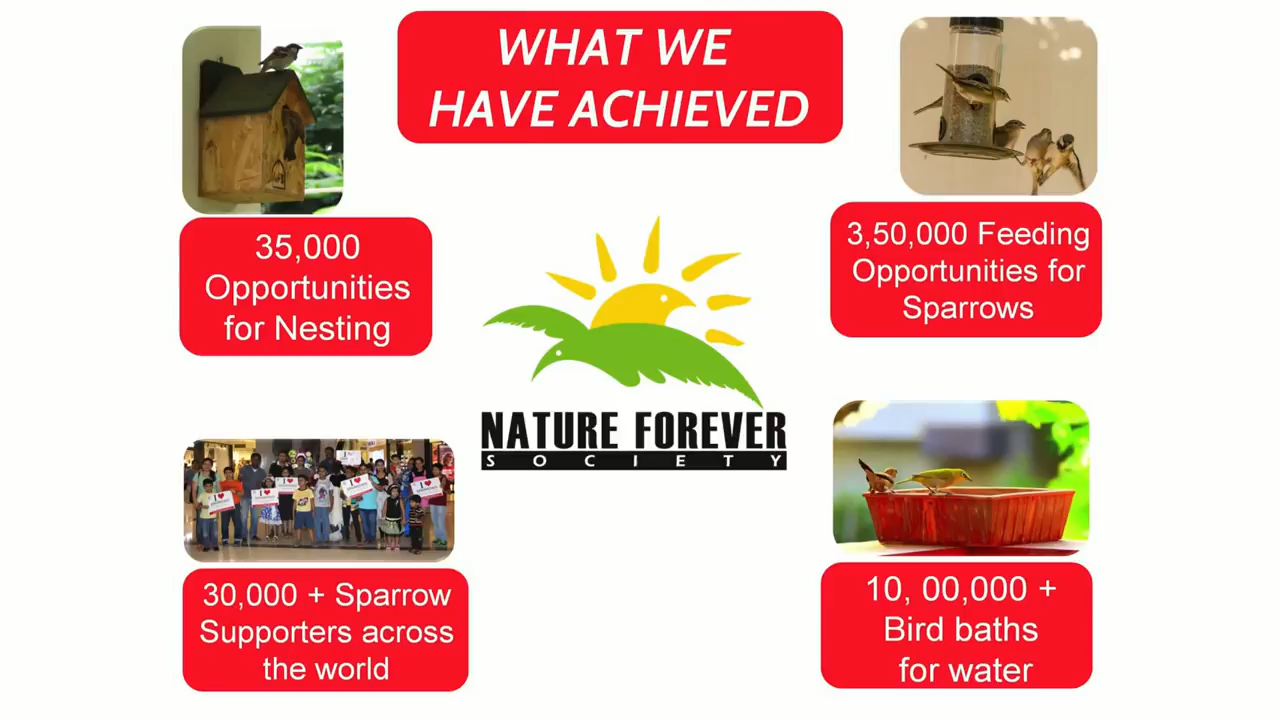 WHAT WE
HAVE ACHIEVED
35,000
Opportunities
for Nesting
3,50,000 Feeding
Opportunities for
Sparrows
NATURE FOREVER
SOCIETY
30,000 + Sparrow
Supporters across
the world
10, 00,000 +
Bird baths
for water